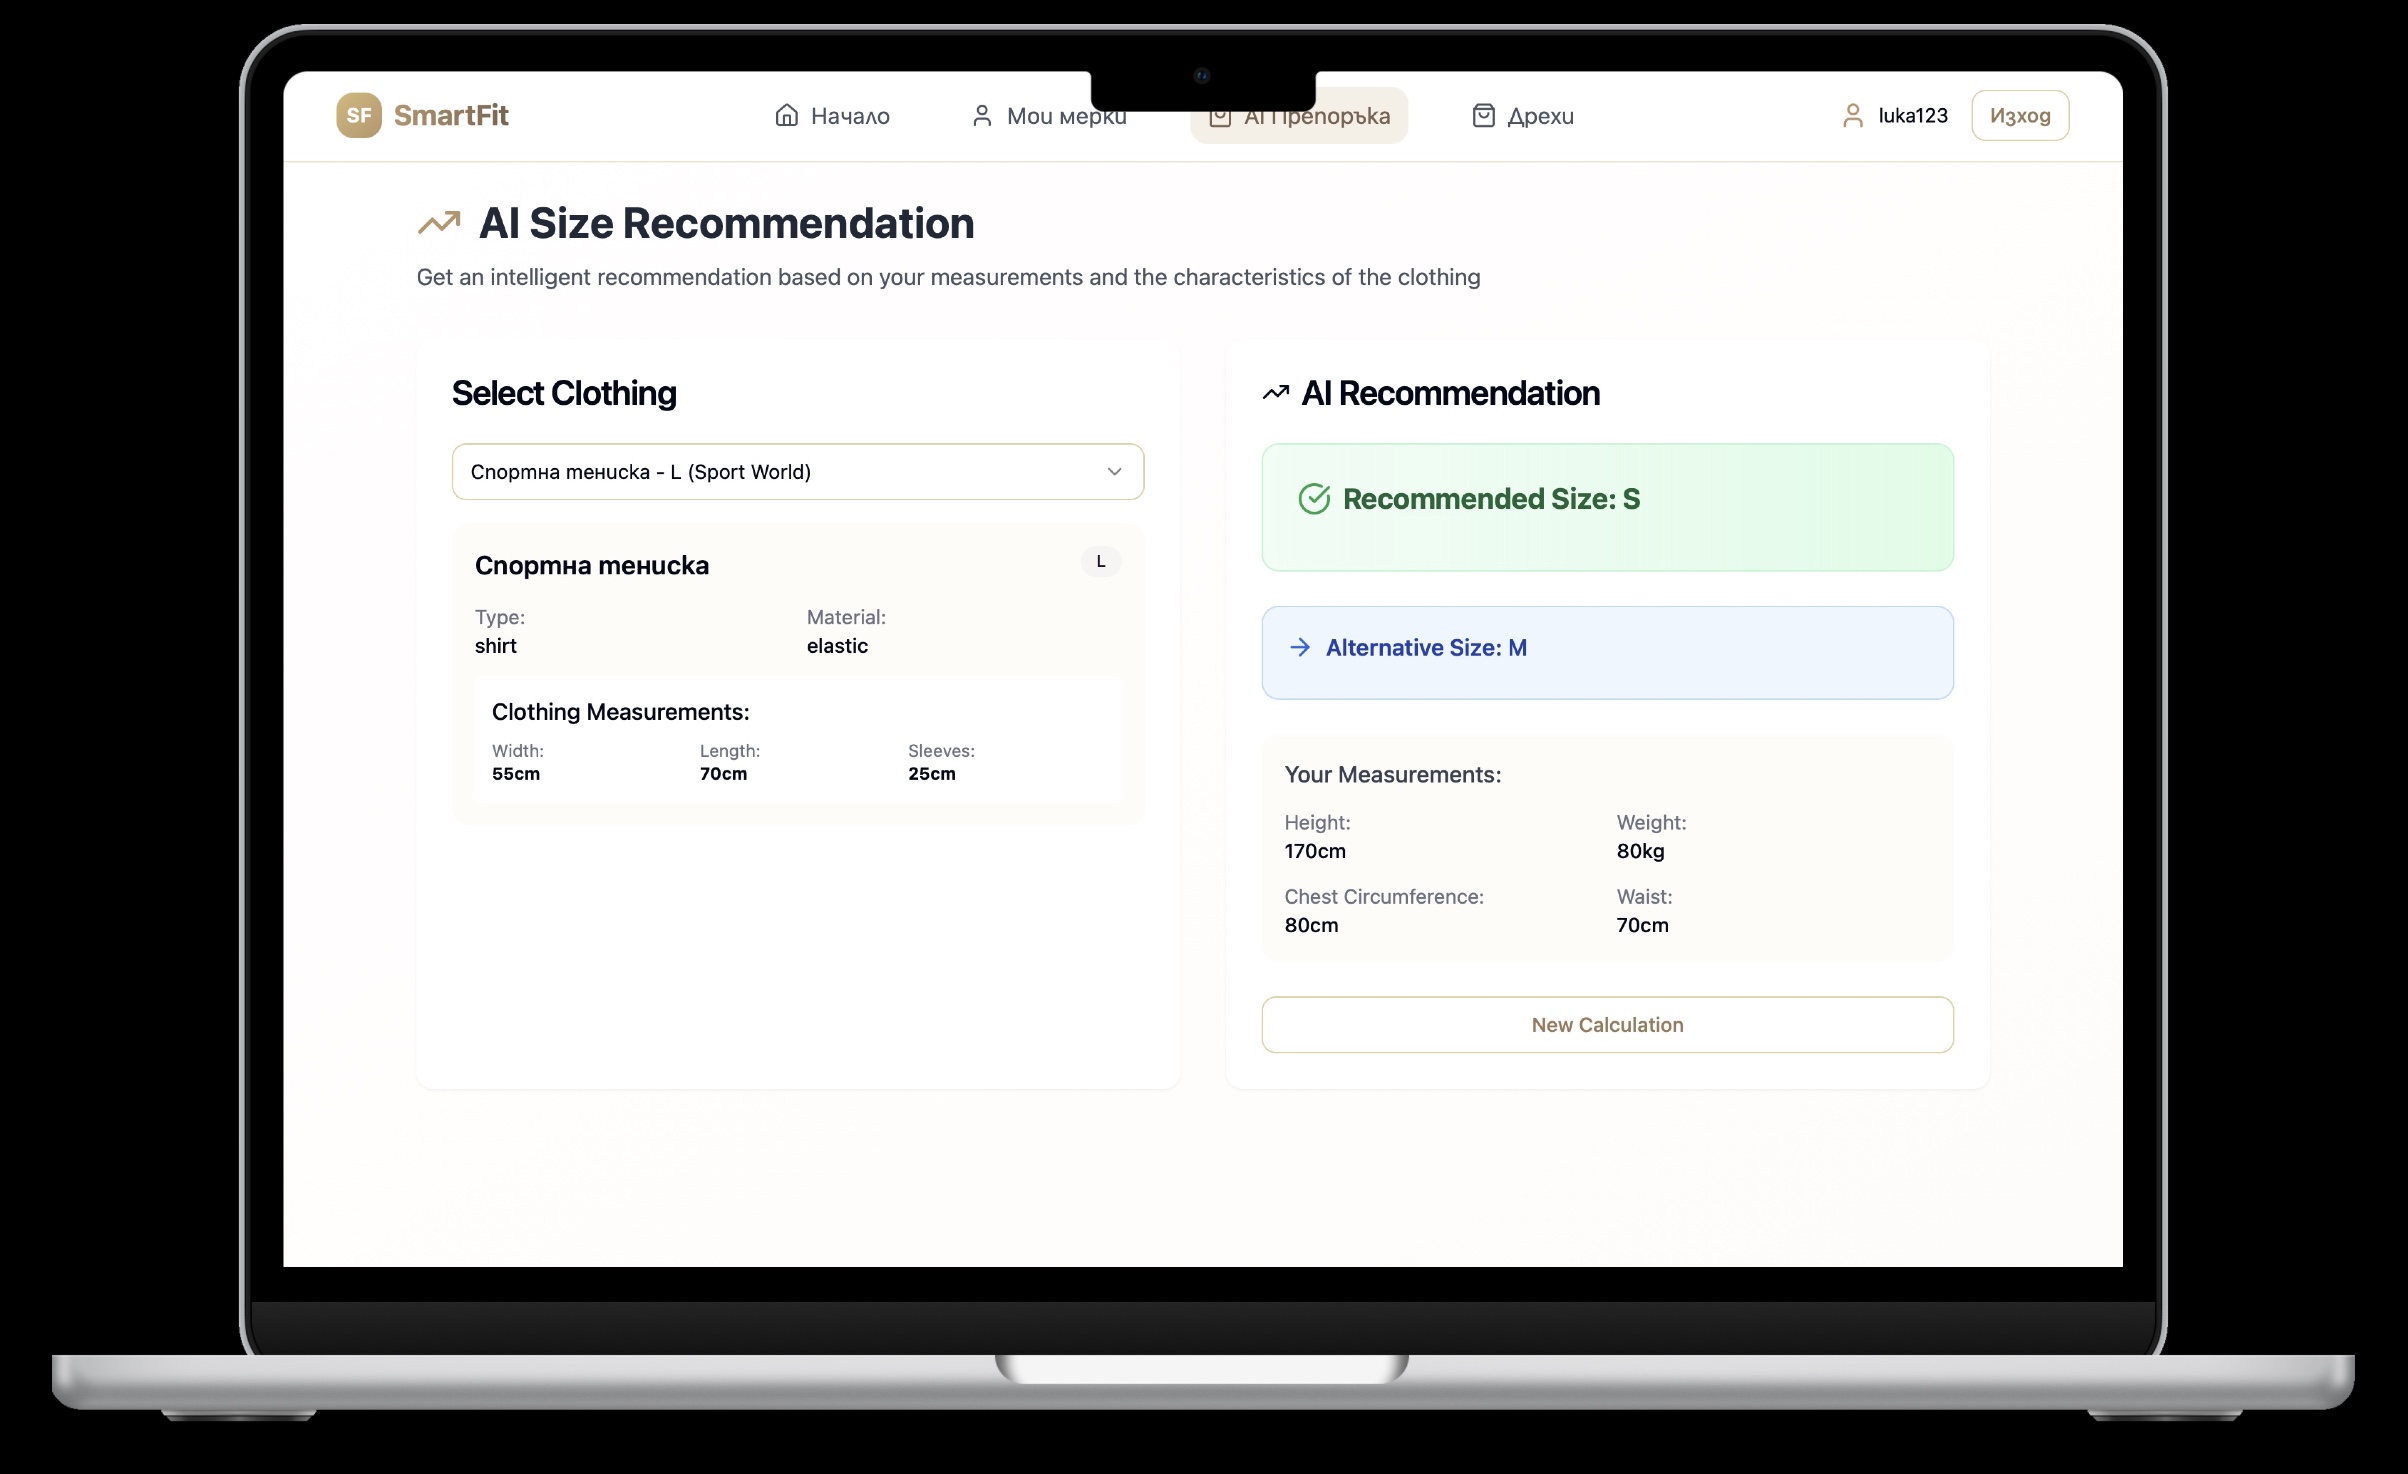 SF SmartFit
Начало
Мои мерки
AI Препоръка
Дрехи
luka123
Изход
AI Size Recommendation
Get an intelligent recommendation based on your measurements and the characteristics of the clothing
Select Clothing
Спортна тениска - L (Sport World)
Спортна тениска
L
Type:
Material:
shirt
elastic
Clothing Measurements:
Width:
Length:
Sleeves:
55cm
70cm
25cm
AI Recommendation
Recommended Size: S
Alternative Size: M
Your Measurements:
Height:
Weight:
170cm
80kg
Chest Circumference:
Waist:
80cm
70cm
New Calculation